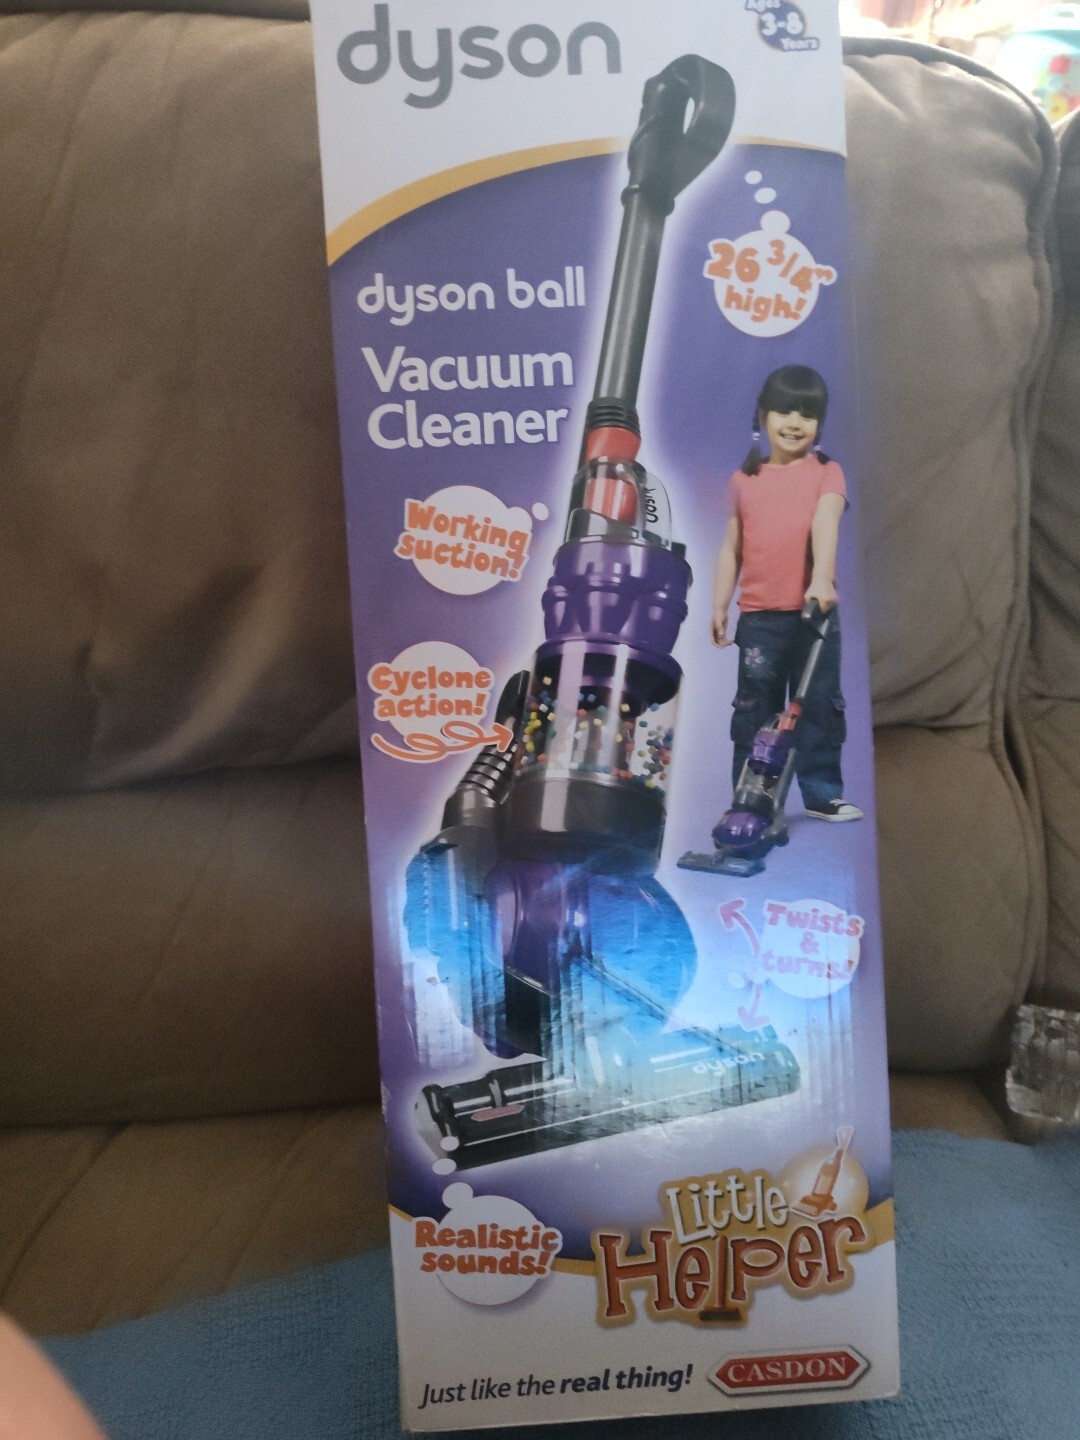 dyson
Ages
3-8
Years
26 3/4"
high!
dyson ball
Vacuum
Cleaner
Working
suction!
dyson
Cyclone
action!
Twists
&
turns!
dyson
Realistic
sounds!
Little
Helper
Just like the real thing!
CASDON